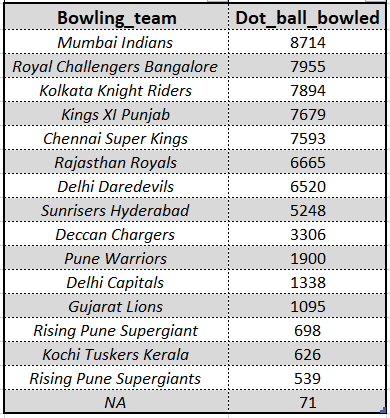 Bowling_team Dot_ball_bowled
Mumbai Indians 8714
Royal Challengers Bangalore 7955
Kolkata Knight Riders 7894
Kings XI Punjab 7679
Chennai Super Kings 7593
Rajasthan Royals 6665
Delhi Daredevils 6520
Sunrisers Hyderabad 5248
Deccan Chargers 3306
Pune Warriors 1900
Delhi Capitals 1338
Gujarat Lions 1095
Rising Pune Supergiant 698
Kochi Tuskers Kerala 626
Rising Pune Supergiants 539
NA 71